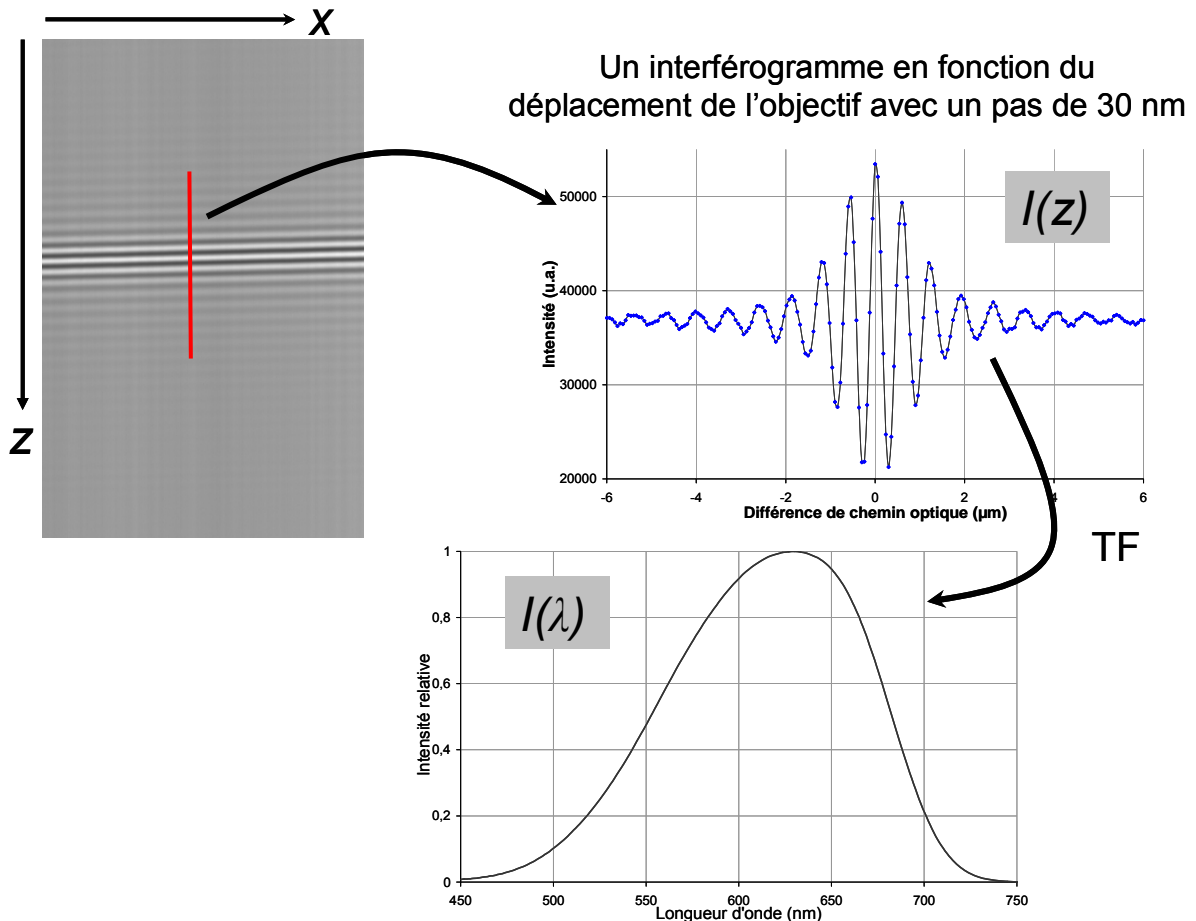 X
Z
Un interférogramme en fonction du
déplacement de l'objectif avec un pas de 30 nm
I(z)
Intensité (u.a.)
50000
40000
30000
20000
-6 -4 -2 0 2 4 6
Différence de chemin optique (µm)
TF
I(λ)
Intensité relative
1
0,8
0,6
0,4
0,2
0
450 500 550 600 650 700 750
Longueur d'onde (nm)